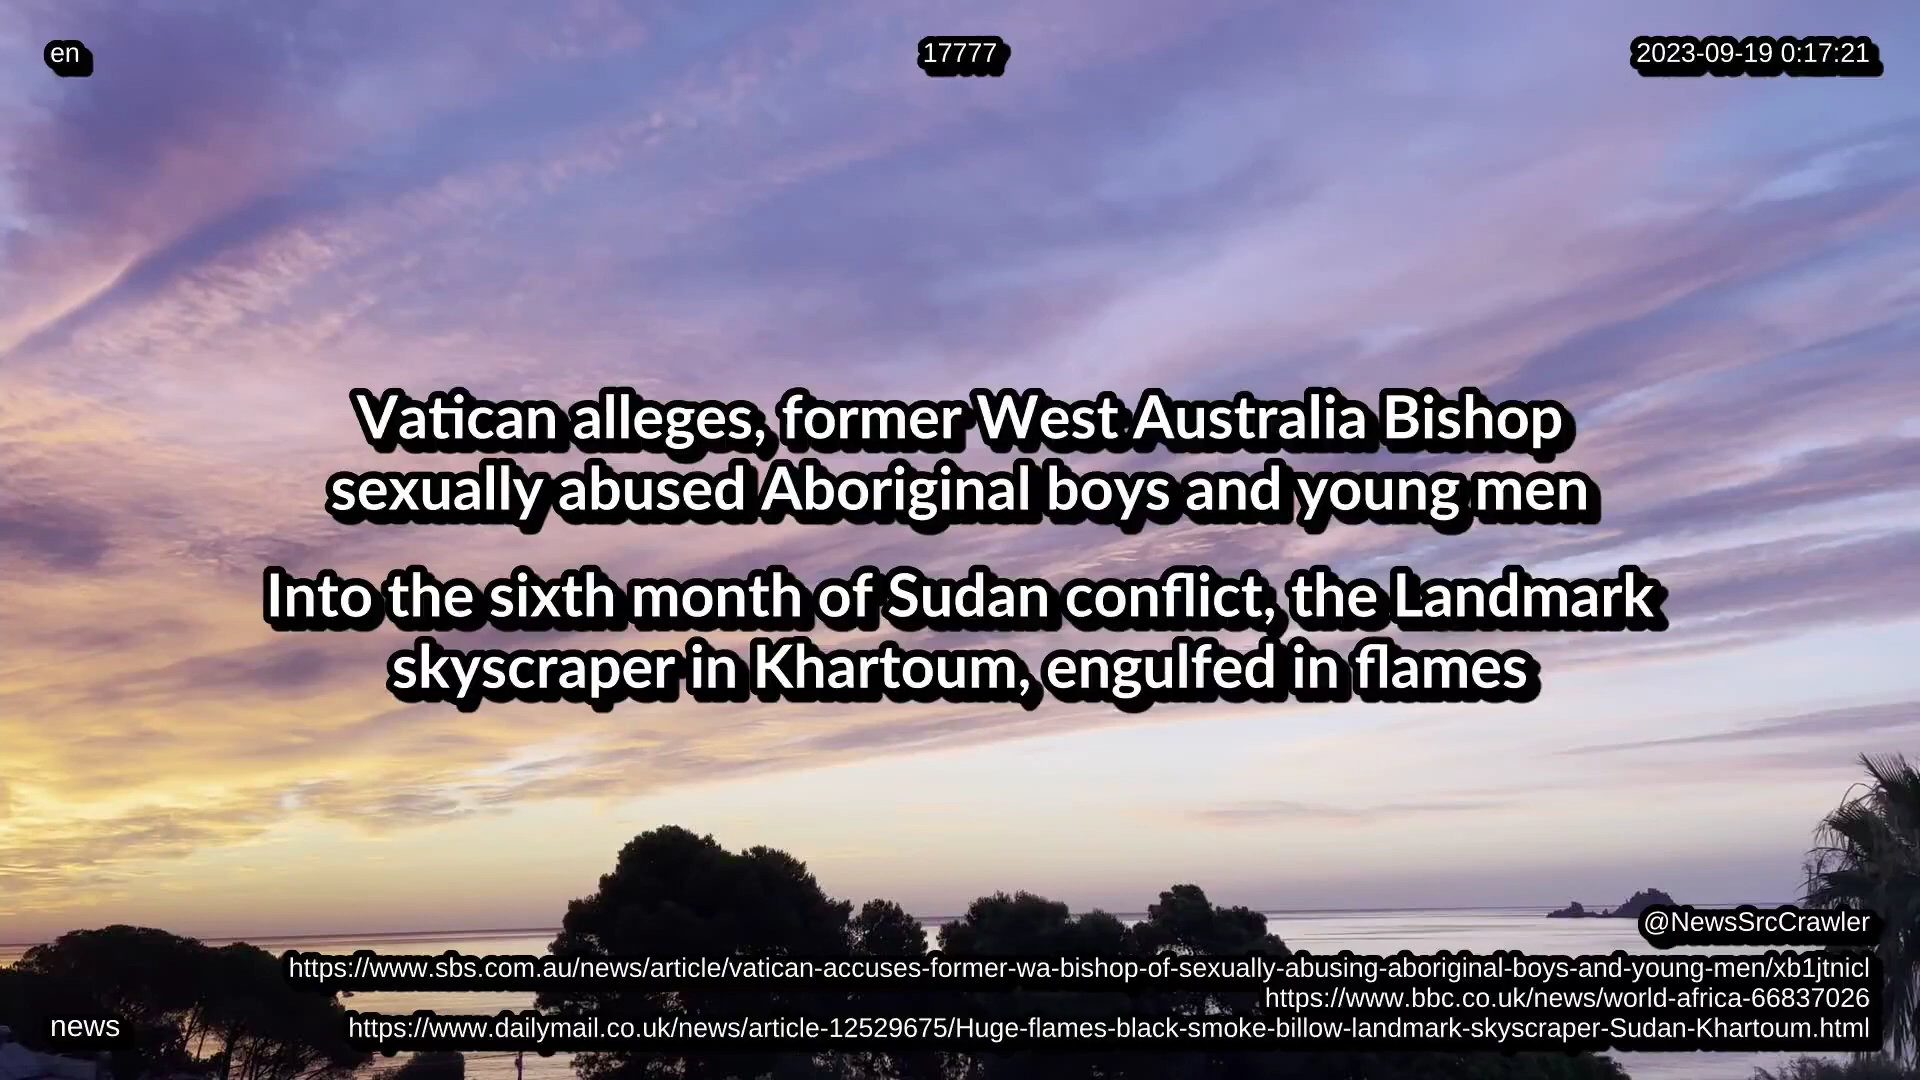 en
17777
2023-09-19 0:17:21
Vatican alleges, former West Australia Bishop
sexually abused Aboriginal boys and young men
Into the sixth month of Sudan conflict, the Landmark
skyscraper in Khartoum, engulfed in flames
@NewsSrcCrawler
https://www.sbs.com.au/news/article/vatican-accuses-former-wa-bishop-of-sexually-abusing-aboriginal-boys-and-young-men/xb1jtnicl
https://www.bbc.co.uk/news/world-africa-66837026
news
https://www.dailymail.co.uk/news/article-12529675/Huge-flames-black-smoke-billow-landmark-skyscraper-Sudan-Khartoum.html